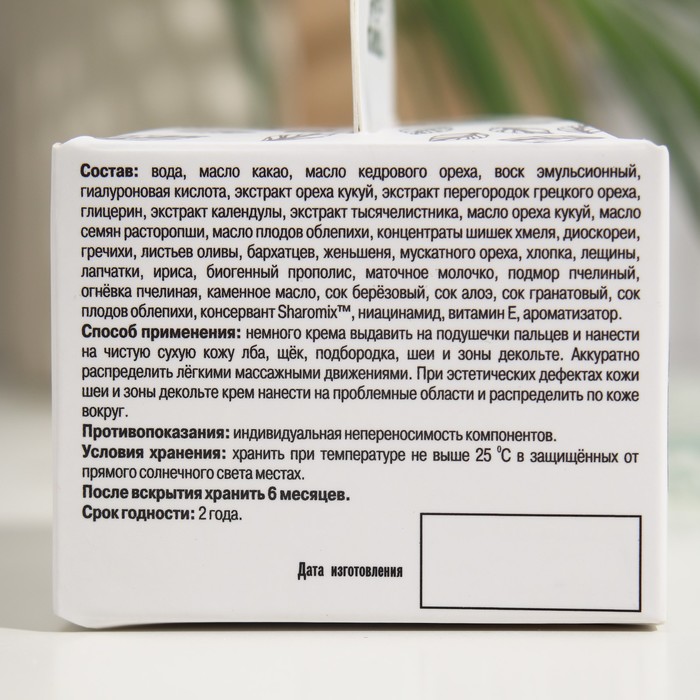 Состав: вода, масло какао, масло кедрового ореха, воск эмульсионный,
гиалуроновая кислота, экстракт ореха кукуй, экстракт перегородок грецкого ореха,
глицерин, экстракт календулы, экстракт тысячелистника, масло ореха кукуй, масло
семян расторопши, масло плодов облепихи, концентраты шишек хмеля, диоскореи,
гречихи, листьев оливы, бархатцев, женьшеня, мускатного ореха, хлопка, лещины,
лапчатки, ириса, биогенный прополис, маточное молочко, подмор пчелиный,
огнёвка пчелиная, каменное масло, сок берёзовый, сок алоэ, сок гранатовый, сок
плодов облепихи, консервант Sharomix™, ниацинамид, витамин Е, ароматизатор.
Способ применения: немного крема выдавить на подушечки пальцев и нанести
на чистую сухую кожу лба, щёк, подбородка, шеи и зоны декольте. Аккуратно
распределить лёгкими массажными движениями. При эстетических дефектах кожи
шеи и зоны декольте крем нанести на проблемные области и распределить по коже
вокруг.
Противопоказания: индивидуальная непереносимость компонентов.
Условия хранения: хранить при температуре не выше 25 ⁰С в защищённых от
прямого солнечного света местах.
После вскрытия хранить 6 месяцев.
Срок годности: 2 года.
Дата изготовления